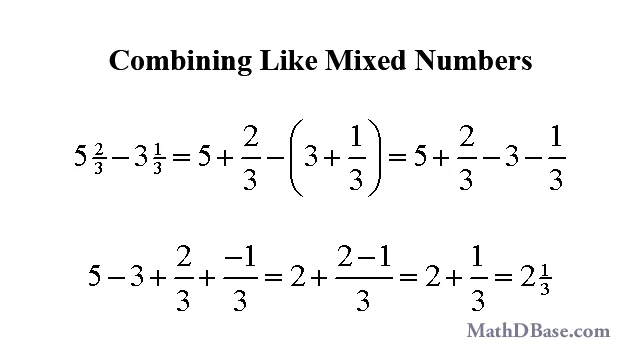 Combining Like Mixed Numbers
5 2/3 − 3 1/3 = 5 + 2/3 − (3 + 1/3) = 5 + 2/3 − 3 − 1/3
5 − 3 + 2/3 + −1/3 = 2 + 2−1/3 = 2 + 1/3 = 2 1/3
MathDBase.com